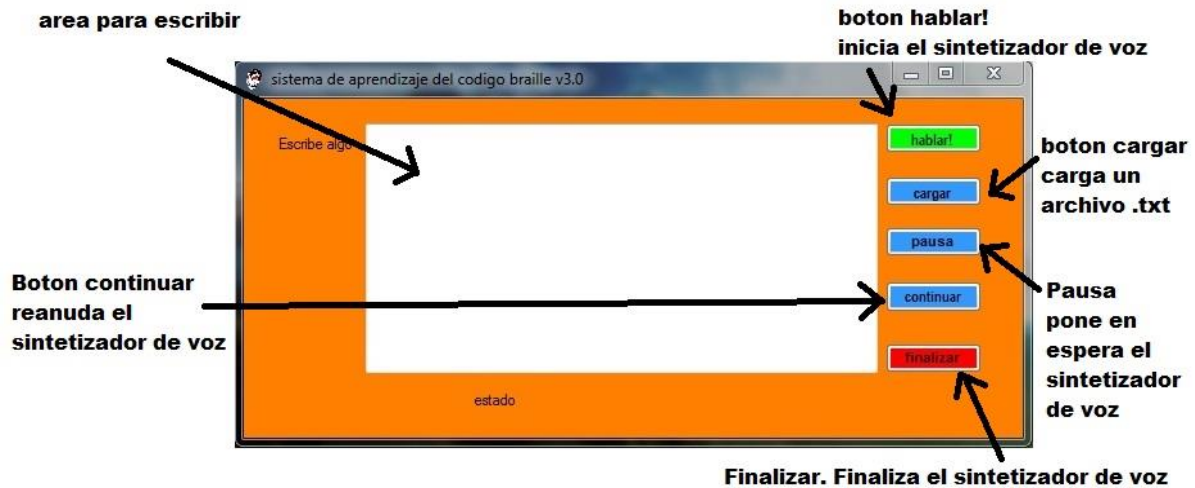 area para escribir
boton hablar!
inicia el sintetizador de voz
sistema de aprendizaje del codigo braille v3.0
Escribe algo
hablar!
boton cargar
carga un
archivo .txt
cargar
pausa
Boton continuar
reanuda el
sintetizador de voz
continuar
Pausa
pone en
espera el
sintetizador
de voz
finalizar
estado
Finalizar. Finaliza el sintetizador de voz